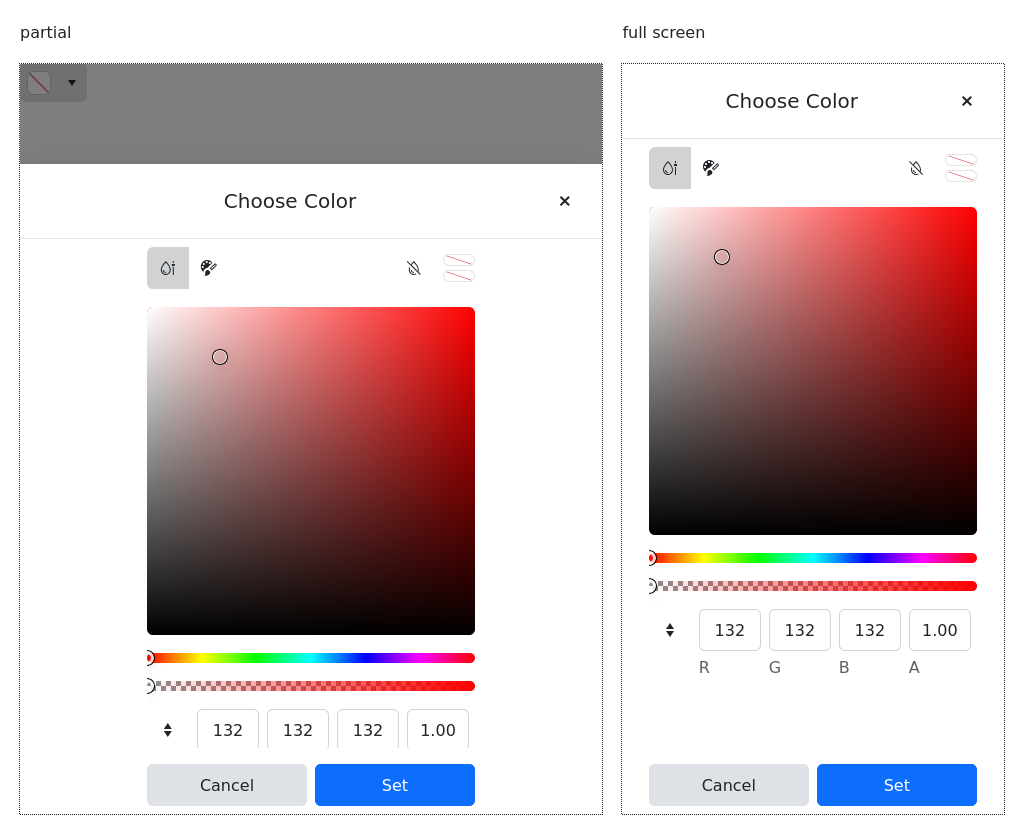 partial
full screen
Choose Color
132 132 132 1.00
Cancel Set
Choose Color
132 132 132 1.00
R G B A
Cancel Set